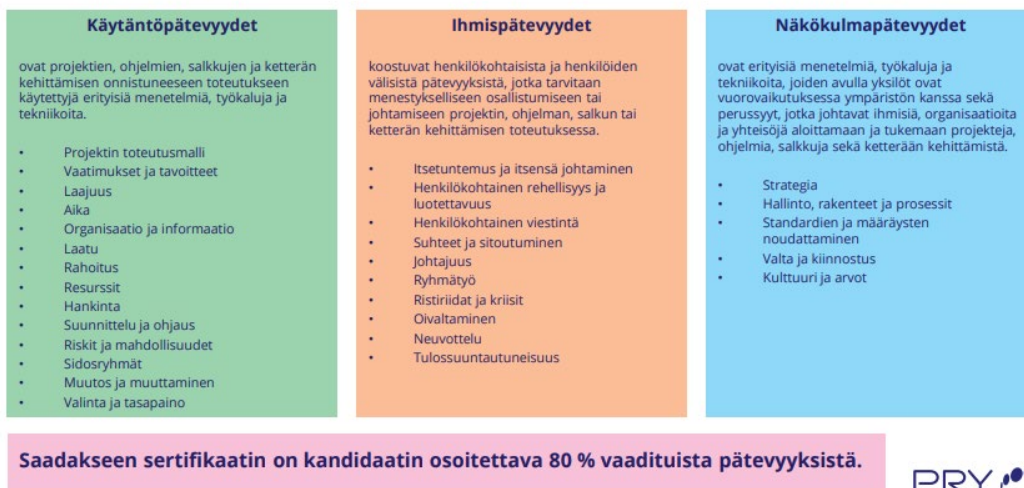 Käytäntöpätevyydet
ovat projektien, ohjelmien, salkkujen ja ketterän
kehittämisen onnistuneeseen toteutukseen
käytettyjä erityisiä menetelmiä, työkaluja ja
tekniikoita.
• Projektin toteutusmalli
• Vaatimukset ja tavoitteet
• Laajuus
• Aika
• Organisaatio ja informaatio
• Laatu
• Rahoitus
• Resurssit
• Hankinta
• Suunnittelu ja ohjaus
• Riskit ja mahdollisuudet
• Sidosryhmät
• Muutos ja muuttaminen
• Valinta ja tasapaino
Ihmispätevyydet
koostuvat henkilökohtaisista ja henkilöiden
välisistä pätevyyksistä, jotka tarvitaan
menestykselliseen osallistumiseen tai
johtamiseen projektin, ohjelman, salkun tai
ketterän kehittämisen toteutuksessa.
• Itsetuntemus ja itsensä johtaminen
• Henkilökohtainen rehellisyys ja
luotettavuus
• Henkilökohtainen viestintä
• Suhteet ja sitoutuminen
• Johtajuus
• Ryhmätyö
• Ristiriidat ja kriisit
• Oivaltaminen
• Neuvottelu
• Tulossuuntautuneisuus
Näkökulmapätevyydet
ovat erityisiä menetelmiä, työkaluja ja
tekniikoita, joiden avulla yksilöt ovat
vuorovaikutuksessa ympäristön kanssa sekä
perussyyt, jotka johtavat ihmisiä, organisaatioita
ja yhteisöjä aloittamaan ja tukemaan projekteja,
ohjelmia, salkkuja sekä ketterään kehittämistä.
• Strategia
• Hallinto, rakenteet ja prosessit
• Standardien ja määräysten
noudattaminen
• Valta ja kiinnostus
• Kulttuuri ja arvot
Saadakseen sertifikaatin on kandidaatin osoitettava 80 % vaadituista pätevyyksistä.
PRY